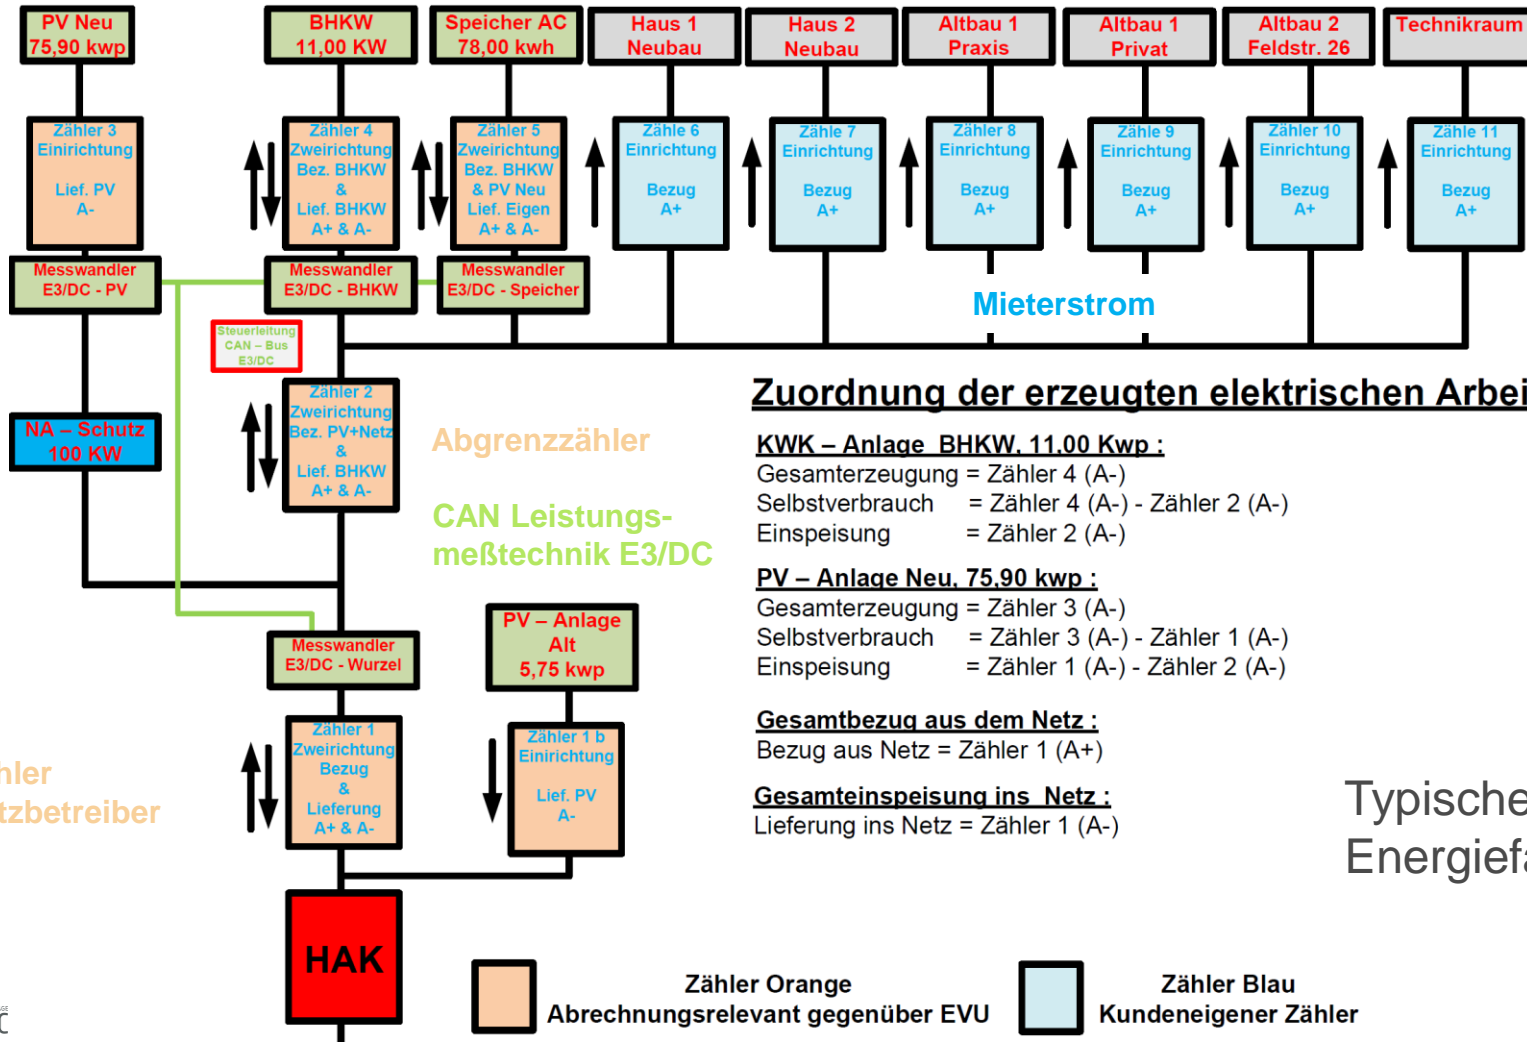 PV Neu
75,90 kwp
BHKW
11,00 KW
Speicher AC
78,00 kwh
Haus 1
Neubau
Haus 2
Neubau
Altbau 1
Praxis
Altbau 1
Privat
Altbau 2
Feldstr. 26
Technikraum
Zähler 3
Einirichtung
Lief. PV
A-
Zähler 4
Zweirichtung
Bez. BHKW
&
Lief. BHKW
A+ & A-
Zähler 5
Zweirichtung
Bez. BHKW
& PV Neu
Lief. Eigen
A+ & A-
Zähle 6
Einrichtung
Bezug
A+
Zähle 7
Einrichtung
Bezug
A+
Zähler 8
Einrichtung
Bezug
A+
Zähle 9
Einrichtung
Bezug
A+
Zähler 10
Einrichtung
Bezug
A+
Zähle 11
Einrichtung
Bezug
A+
Messwandler
E3/DC - PV
Messwandler
E3/DC - BHKW
Messwandler
E3/DC - Speicher
Mieterstrom
Steuerleitung
CAN – Bus
E3/DC
Zähler 2
Zweirichtung
Bez. PV+Netz
&
Lief. BHKW
A+ & A-
NA – Schutz
100 KW
Abgrenzzähler
CAN Leistungs-
meßtechnik E3/DC
Zuordnung der erzeugten elektrischen Arbei
KWK – Anlage BHKW, 11,00 Kwp :
Gesamterzeugung = Zähler 4 (A-)
Selbstverbrauch = Zähler 4 (A-) - Zähler 2 (A-)
Einspeisung = Zähler 2 (A-)
PV – Anlage Neu, 75,90 kwp :
Gesamterzeugung = Zähler 3 (A-)
Selbstverbrauch = Zähler 3 (A-) - Zähler 1 (A-)
Einspeisung = Zähler 1 (A-) - Zähler 2 (A-)
Gesamtbezug aus dem Netz :
Bezug aus Netz = Zähler 1 (A+)
Gesamteinspeisung ins Netz :
Lieferung ins Netz = Zähler 1 (A-)
Messwandler
E3/DC - Wurzel
PV – Anlage
Alt
5,75 kwp
Zähler 1
Zweirichtung
Bezug
&
Lieferung
A+ & A-
Zähler 1 b
Einirichtung
Lief. PV
A-
hler
tzbetreiber
Typische
Energiefa
HAK
Zähler Orange
Abrechnungsrelevant gegenüber EVU
Zähler Blau
Kundeneigener Zähler